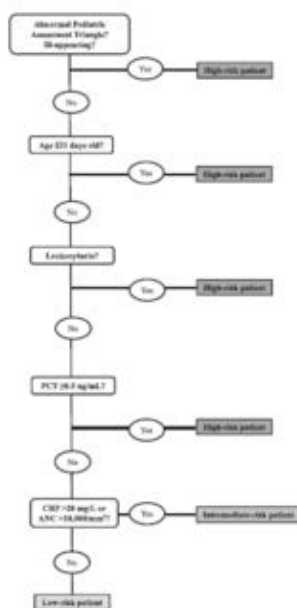 Abnormal Pediatric
Assessment Triangle?
Ill-appearing?
Yes
High-risk patient
No
Age ≤21 days old?
Yes
High-risk patient
No
Leukocyturia?
Yes
High-risk patient
No
PCT ≥0.5 ng/mL?
Yes
High-risk patient
No
CRP >20 mg/L or
ANC >10,000/mm³?
Yes
Intermediate-risk patient
No
Low-risk patient